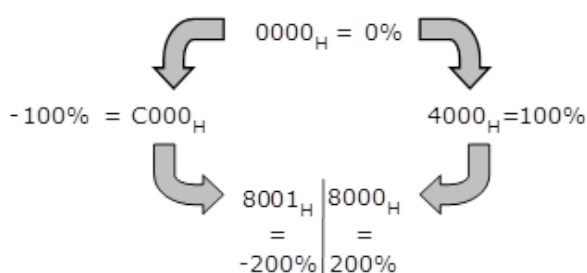 0000H = 0%
-100% = C000H 4000H=100%
8001H 8000H
= =
-200% 200%